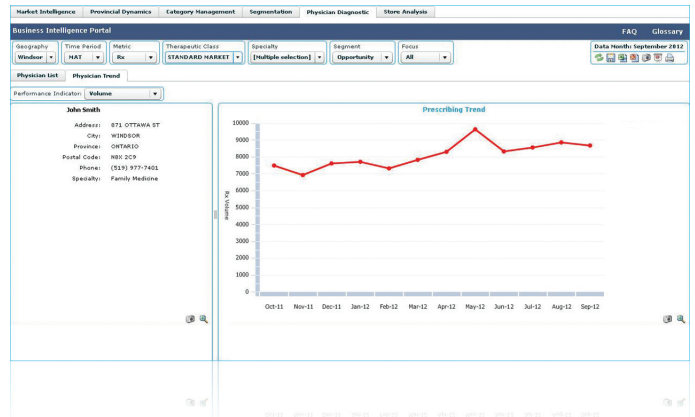 Market Intelligence Provincial Dynamics Category Management Segmentation Physician Diagnostic Store Analysis
Business Intelligence Portal FAQ Glossary
Geography Time Period Metric Therapeutic Class Specialty Segment Focus Data Month: September 2012
Windsor MAT Rx STANDARD MARKET [Multiple selection] Opportunity All
Physician List Physician Trend
Performance Indicator: Volume
John Smith
Address: 871 OTTAWA ST
City: WINDSOR
Province: ONTARIO
Postal Code: N8X 2C9
Phone: (519) 977-7401
Specialty: Family Medicine
Prescribing Trend
10000
9000
8000
7000
6000
5000
4000
3000
2000
1000
0
Rx Volume
Oct-11 Nov-11 Dec-11 Jan-12 Feb-12 Mar-12 Apr-12 May-12 Jun-12 Jul-12 Aug-12 Sep-12